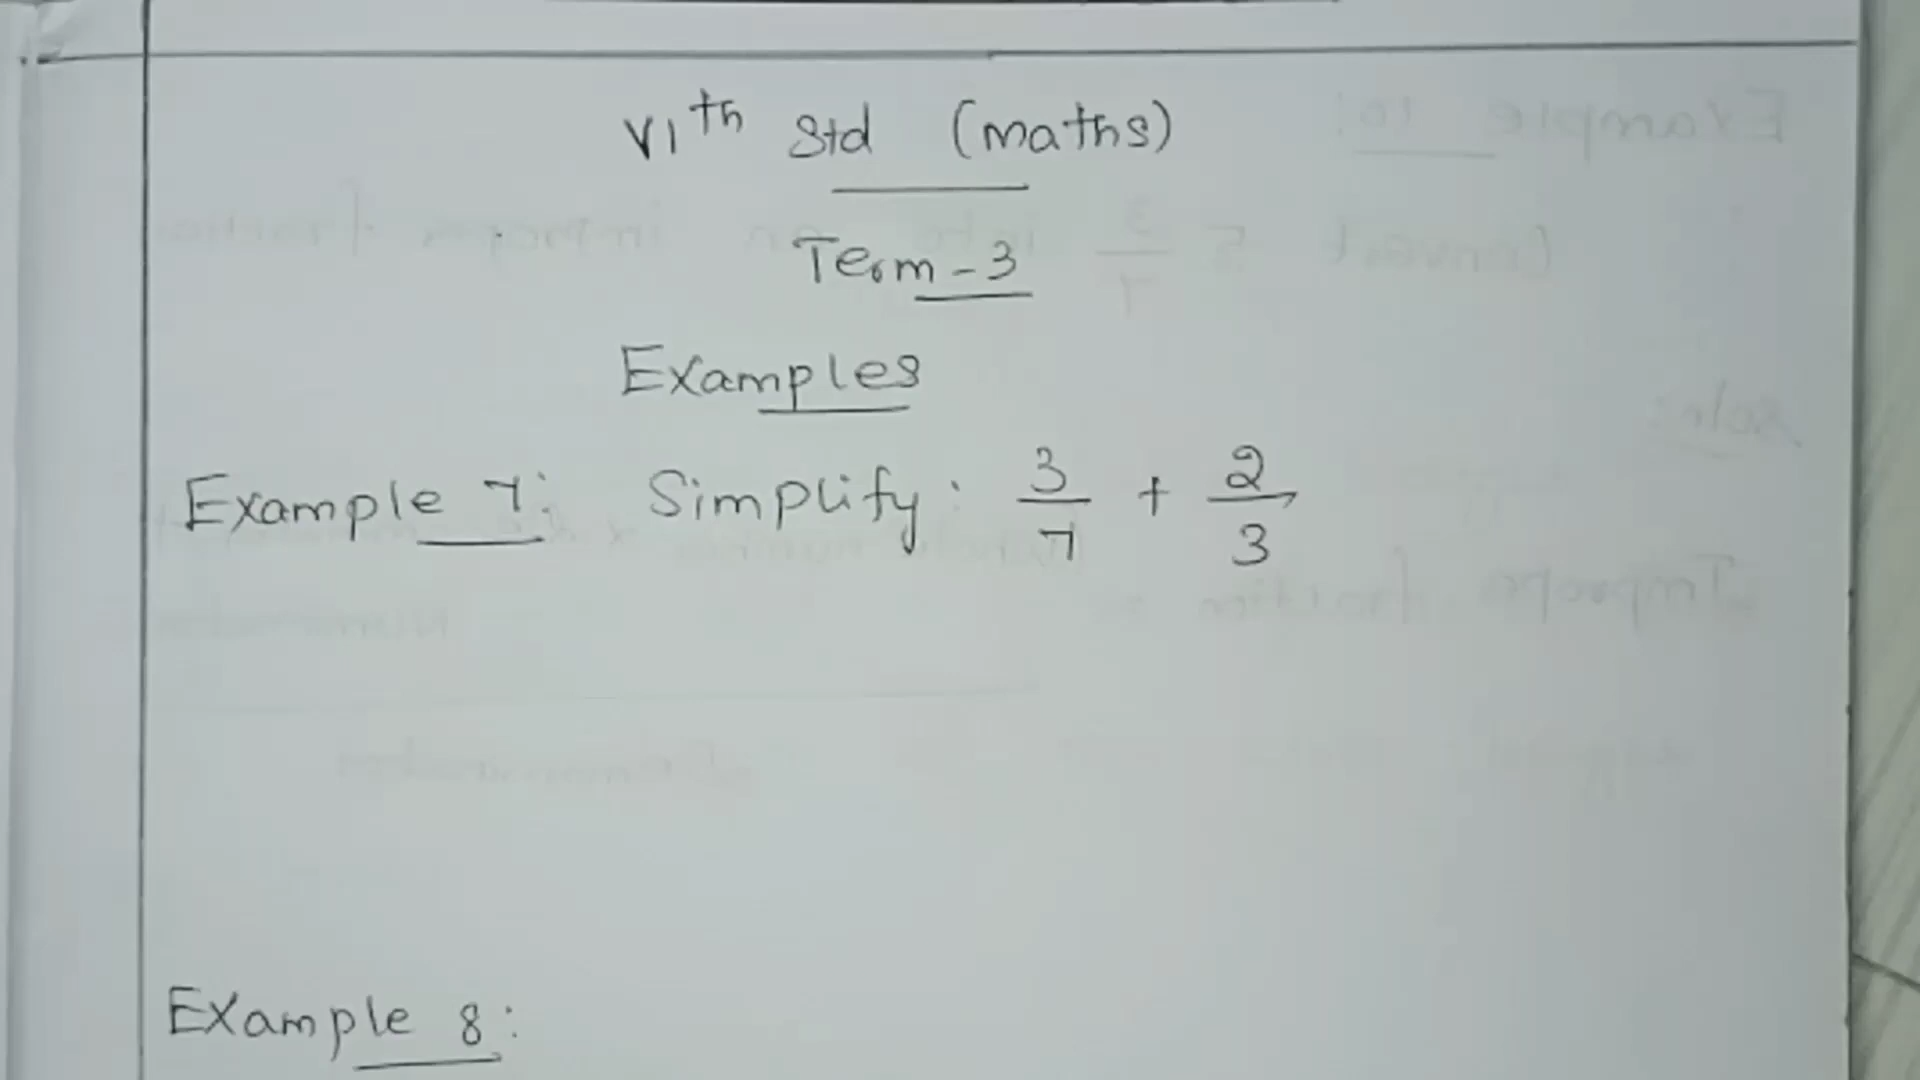 VIth Std (maths)
Term-3
Examples
Example 7: Simplify: 3/7 + 2/3
Example 8: